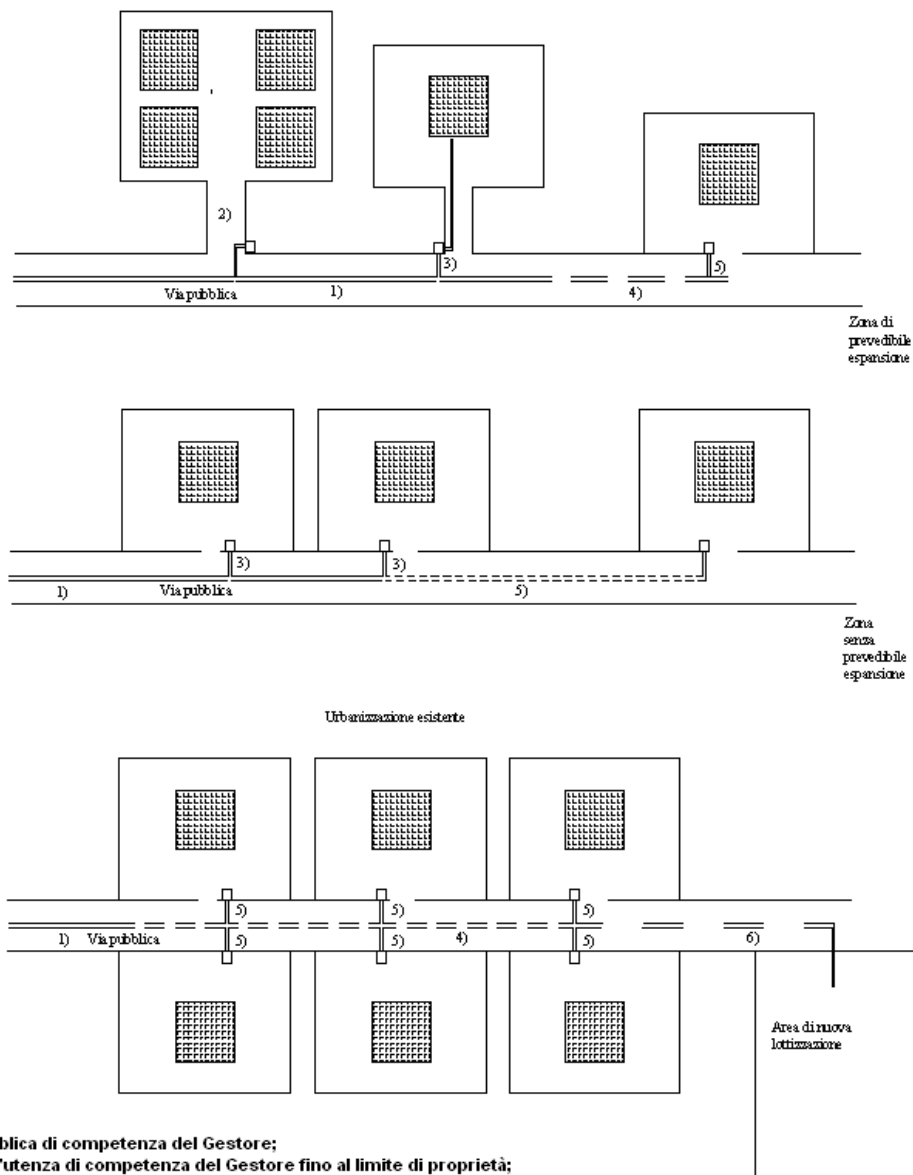 2)
3)
5)
Via pubblica
1)
4)
Zona di
prevedibile
espansione
3)
3)
1)
Via pubblica
5)
Zona
senza
prevedibile
espansione
Urbanizzazione esistente
5)
5)
5)
1)
Via pubblica
5)
5)
4)
5)
6)
Area di nuova
lottizzazione
blica di competenza del Gestore;
'utenza di competenza del Gestore fino al limite di proprietà;